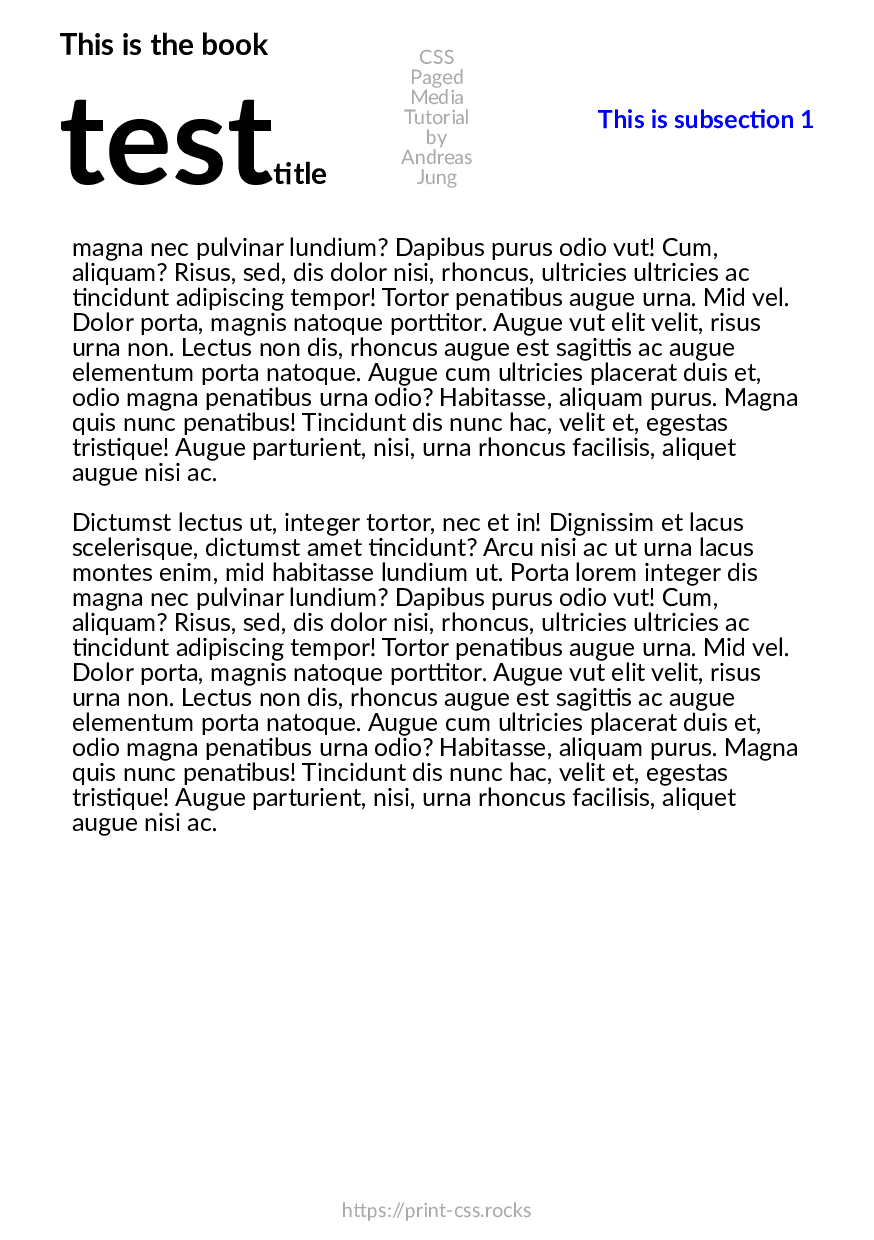 This is the book
testtitle
CSS
Paged
Media
Tutorial
by
Andreas
Jung
This is subsection 1
magna nec pulvinar lundium? Dapibus purus odio vut! Cum,
aliquam? Risus, sed, dis dolor nisi, rhoncus, ultricies ultricies ac
tincidunt adipiscing tempor! Tortor penatibus augue urna. Mid vel.
Dolor porta, magnis natoque porttitor. Augue vut elit velit, risus
urna non. Lectus non dis, rhoncus augue est sagittis ac augue
elementum porta natoque. Augue cum ultricies placerat duis et,
odio magna penatibus urna odio? Habitasse, aliquam purus. Magna
quis nunc penatibus! Tincidunt dis nunc hac, velit et, egestas
tristique! Augue parturient, nisi, urna rhoncus facilisis, aliquet
augue nisi ac.
Dictumst lectus ut, integer tortor, nec et in! Dignissim et lacus
scelerisque, dictumst amet tincidunt? Arcu nisi ac ut urna lacus
montes enim, mid habitasse lundium ut. Porta lorem integer dis
magna nec pulvinar lundium? Dapibus purus odio vut! Cum,
aliquam? Risus, sed, dis dolor nisi, rhoncus, ultricies ultricies ac
tincidunt adipiscing tempor! Tortor penatibus augue urna. Mid vel.
Dolor porta, magnis natoque porttitor. Augue vut elit velit, risus
urna non. Lectus non dis, rhoncus augue est sagittis ac augue
elementum porta natoque. Augue cum ultricies placerat duis et,
odio magna penatibus urna odio? Habitasse, aliquam purus. Magna
quis nunc penatibus! Tincidunt dis nunc hac, velit et, egestas
tristique! Augue parturient, nisi, urna rhoncus facilisis, aliquet
augue nisi ac.
https://print-css.rocks